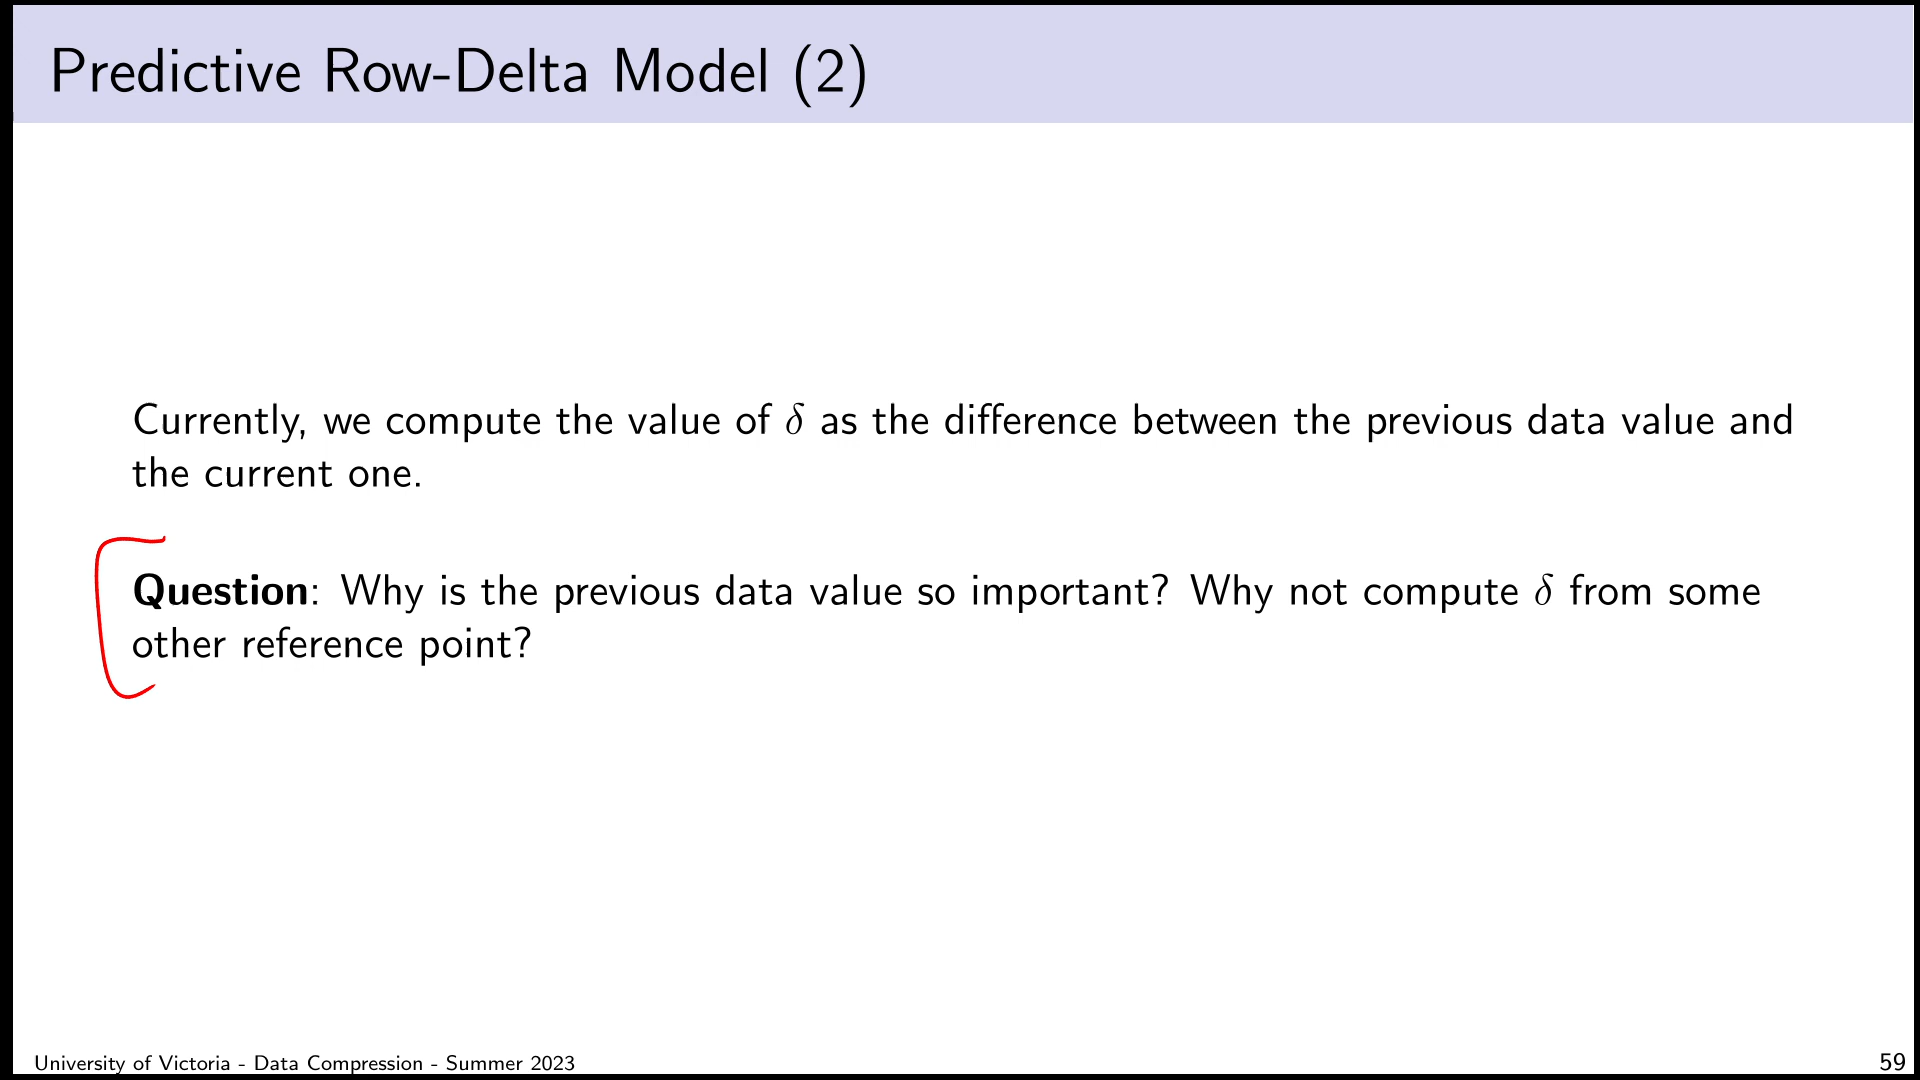 Predictive Row-Delta Model (2)
Currently, we compute the value of δ as the difference between the previous data value and
the current one.
Question: Why is the previous data value so important? Why not compute δ from some
other reference point?
University of Victoria - Data Compression - Summer 2023
59